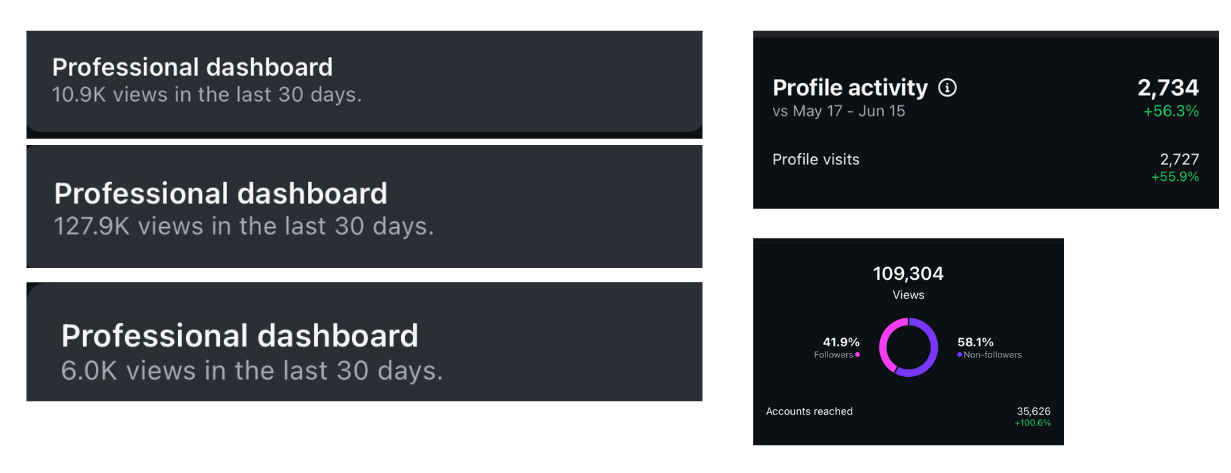 Professional dashboard
10.9K views in the last 30 days.
Professional dashboard
127.9K views in the last 30 days.
Professional dashboard
6.0K views in the last 30 days.
Profile activity 2,734
vs May 17 - Jun 15 +56.3%
Profile visits 2,727
+55.9%
109,304
Views
41.9% 58.1%
Followers Non-followers
Accounts reached 35,626
+100.6%